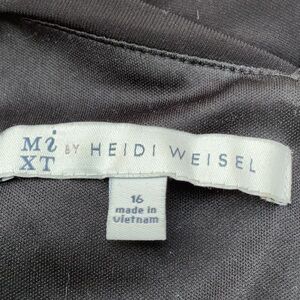 Mi
XT BY HEIDI WEISEL
16
made in
vietnam